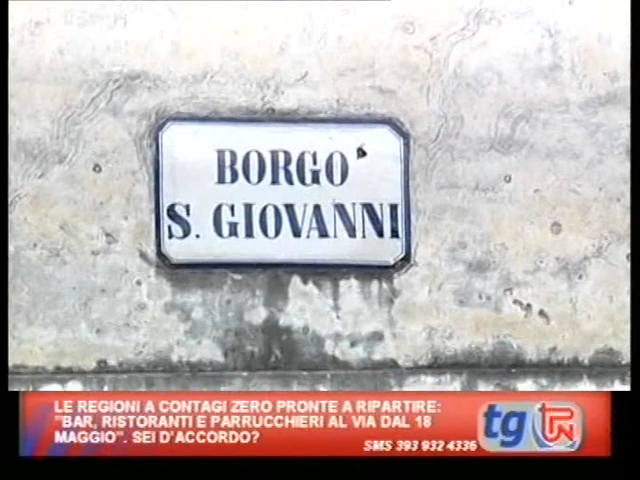 BORGO
S. GIOVANNI
LE REGIONI A CONTAGI ZERO PRONTE A RIPARTIRE:
"BAR, RISTORANTI E PARRUCCHIERI AL VIA DAL 18
MAGGIO". SEI D'ACCORDO?
SMS 393 932 4336
tg